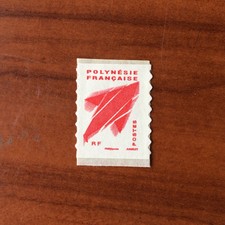 POLYNÉSIE
FRANÇAISE
POSTES
RF